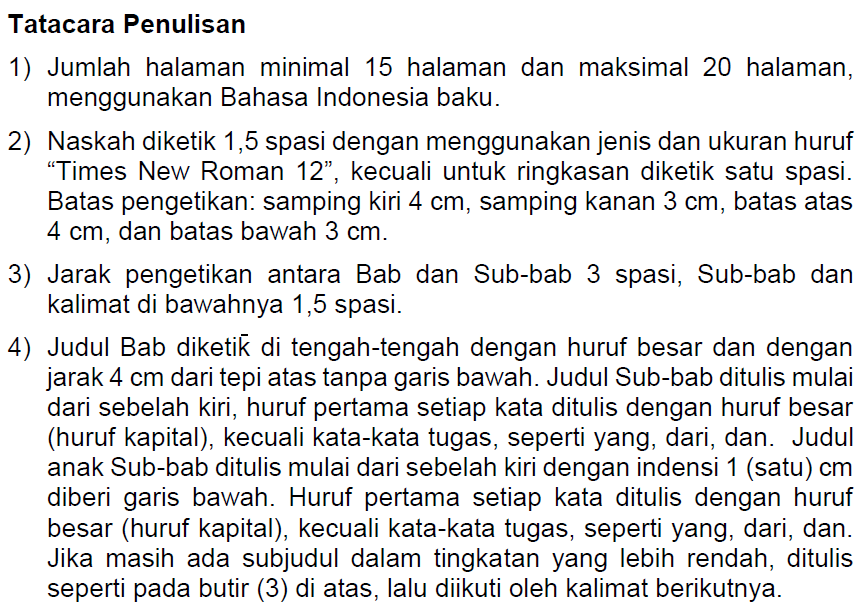 Tatacara Penulisan
1) Jumlah halaman minimal 15 halaman dan maksimal 20 halaman,
menggunakan Bahasa Indonesia baku.
2) Naskah diketik 1,5 spasi dengan menggunakan jenis dan ukuran huruf
“Times New Roman 12”, kecuali untuk ringkasan diketik satu spasi.
Batas pengetikan: samping kiri 4 cm, samping kanan 3 cm, batas atas
4 cm, dan batas bawah 3 cm.
3) Jarak pengetikan antara Bab dan Sub-bab 3 spasi, Sub-bab dan
kalimat di bawahnya 1,5 spasi.
4) Judul Bab diketik̄ di tengah-tengah dengan huruf besar dan dengan
jarak 4 cm dari tepi atas tanpa garis bawah. Judul Sub-bab ditulis mulai
dari sebelah kiri, huruf pertama setiap kata ditulis dengan huruf besar
(huruf kapital), kecuali kata-kata tugas, seperti yang, dari, dan. Judul
anak Sub-bab ditulis mulai dari sebelah kiri dengan indensi 1 (satu) cm
diberi garis bawah. Huruf pertama setiap kata ditulis dengan huruf
besar (huruf kapital), kecuali kata-kata tugas, seperti yang, dari, dan.
Jika masih ada subjudul dalam tingkatan yang lebih rendah, ditulis
seperti pada butir (3) di atas, lalu diikuti oleh kalimat berikutnya.